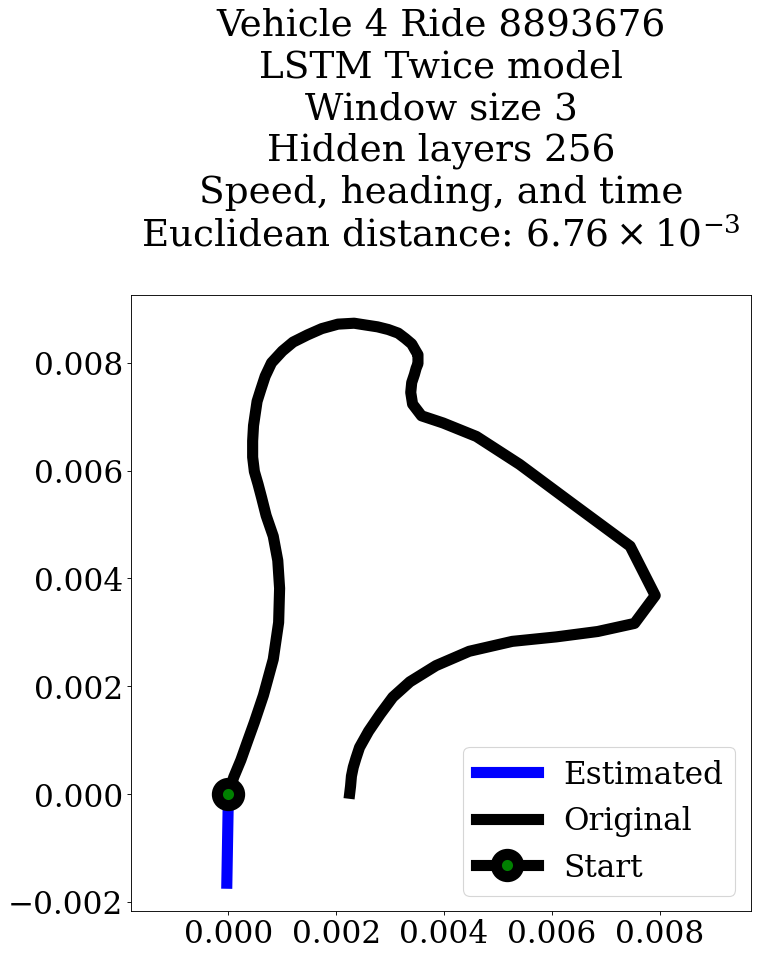 Vehicle 4 Ride 8893676
LSTM Twice model
Window size 3
Hidden layers 256
Speed, heading, and time
Euclidean distance: 6.76 × 10⁻³
0.008
0.006
0.004
0.002
0.000
−0.002
Estimated
Original
Start
0.000 0.002 0.004 0.006 0.008